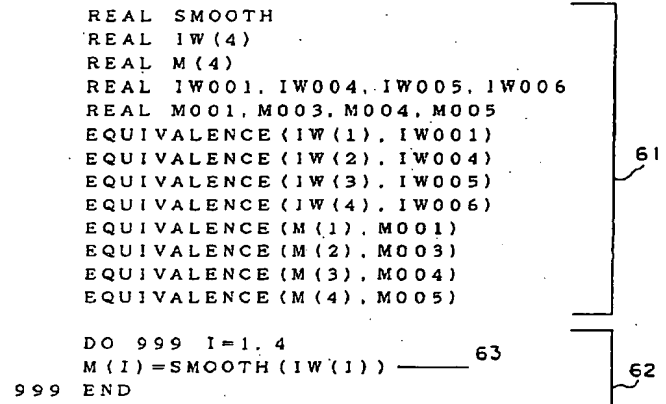 REAL SMOOTH
REAL IW(4)
REAL M(4)
REAL IW001, IW004, IW005, IW006
REAL M001, M003, M004, M005
EQUIVALENCE(IW(1), IW001)
EQUIVALENCE(IW(2), IW004)
EQUIVALENCE(IW(3), IW005)
EQUIVALENCE(IW(4), IW006)
EQUIVALENCE(M(1), M001)
EQUIVALENCE(M(2), M003)
EQUIVALENCE(M(3), M004)
EQUIVALENCE(M(4), M005)
61
DO 999 I=1, 4
M(I)=SMOOTH(IW(I)) 63
999 END
62